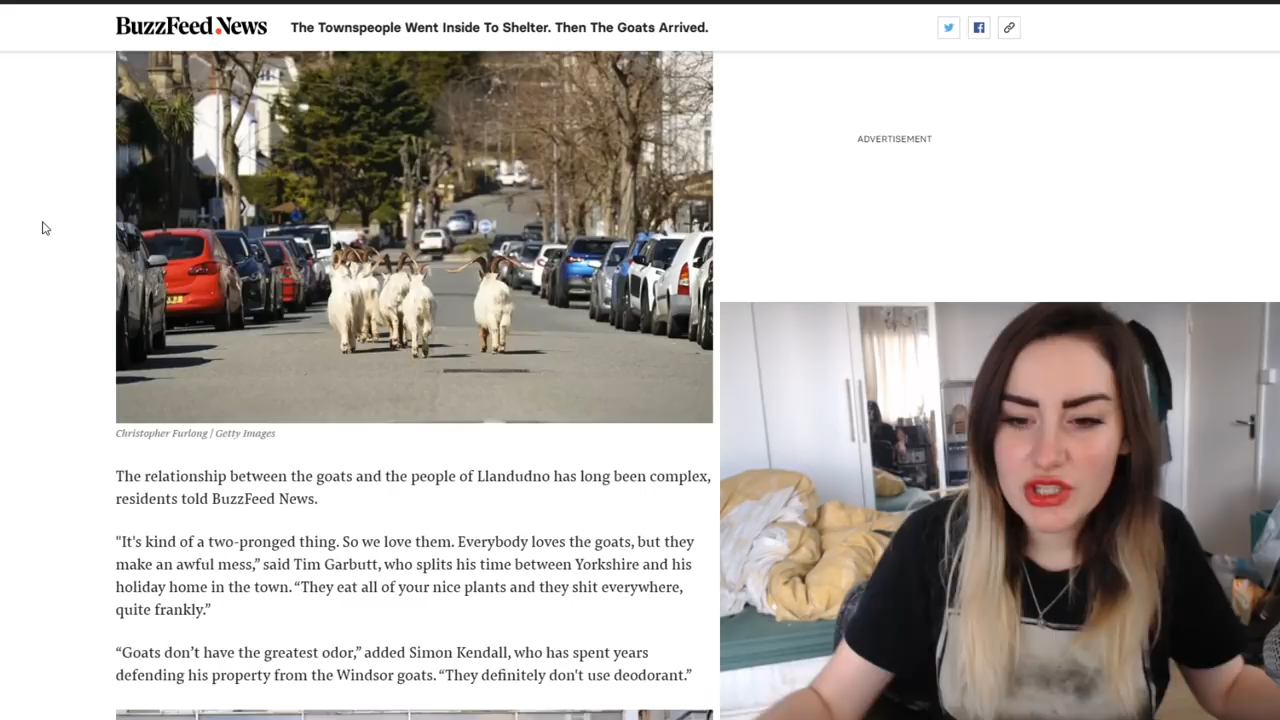 BuzzFeed News
The Townspeople Went Inside To Shelter. Then The Goats Arrived.
ADVERTISEMENT
Christopher Furlong / Getty Images
The relationship between the goats and the people of Llandudno has long been complex,
residents told BuzzFeed News.
"It's kind of a two-pronged thing. So we love them. Everybody loves the goats, but they
make an awful mess,” said Tim Garbutt, who splits his time between Yorkshire and his
holiday home in the town. “They eat all of your nice plants and they shit everywhere,
quite frankly.”
“Goats don’t have the greatest odor,” added Simon Kendall, who has spent years
defending his property from the Windsor goats. “They definitely don't use deodorant.”